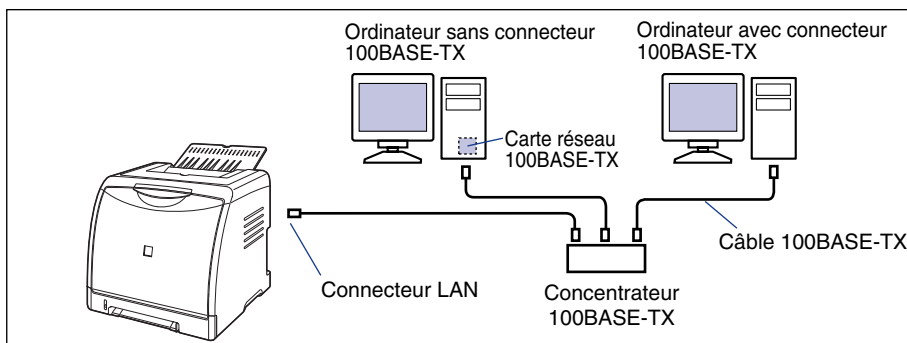 Ordinateur sans connecteur
100BASE-TX
Ordinateur avec connecteur
100BASE-TX
Carte réseau
100BASE-TX
Câble 100BASE-TX
Connecteur LAN
Concentrateur
100BASE-TX